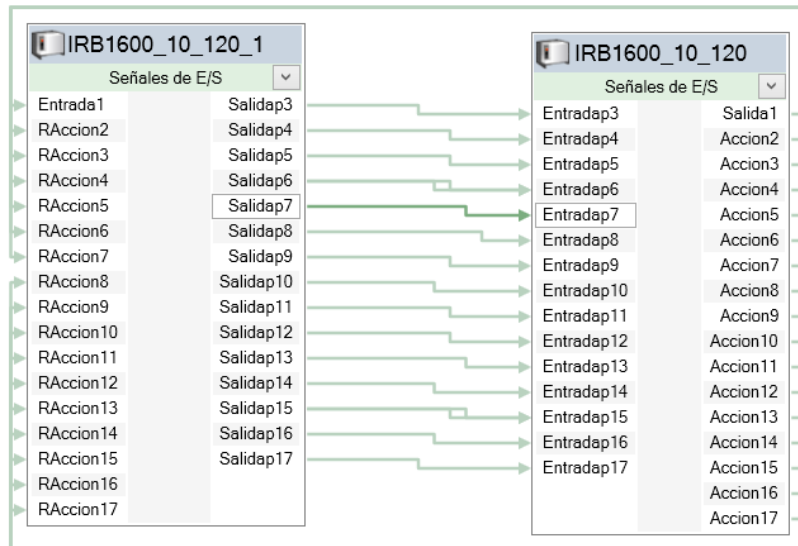 IRB1600_10_120_1
Señales de E/S
Entrada1 Salidap3
RAccion2 Salidap4
RAccion3 Salidap5
RAccion4 Salidap6
RAccion5 Salidap7
RAccion6 Salidap8
RAccion7 Salidap9
RAccion8 Salidap10
RAccion9 Salidap11
RAccion10 Salidap12
RAccion11 Salidap13
RAccion12 Salidap14
RAccion13 Salidap15
RAccion14 Salidap16
RAccion15 Salidap17
RAccion16
RAccion17
IRB1600_10_120
Señales de E/S
Entradap3 Salida1
Entradap4 Accion2
Entradap5 Accion3
Entradap6 Accion4
Entradap7 Accion5
Entradap8 Accion6
Entradap9 Accion7
Entradap10 Accion8
Entradap11 Accion9
Entradap12 Accion10
Entradap13 Accion11
Entradap14 Accion12
Entradap15 Accion13
Entradap16 Accion14
Entradap17 Accion15
Accion16
Accion17